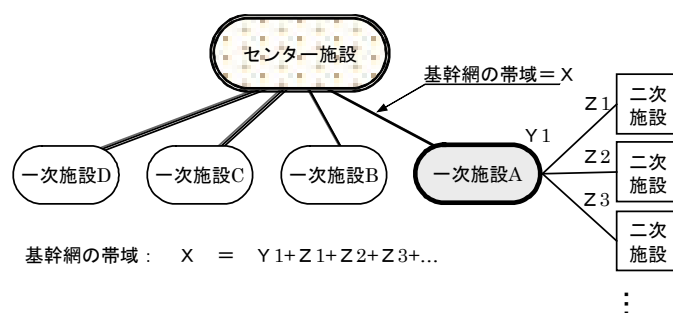 センター施設
基幹網の帯域＝Ｘ
Ｚ1
二次
施設
Ｙ1
一次施設D
一次施設C
一次施設B
一次施設A
Ｚ2
二次
施設
Ｚ3
二次
施設
基幹網の帯域： Ｘ ＝ Ｙ1+Ｚ1+Ｚ2+Ｚ3+…
⋮